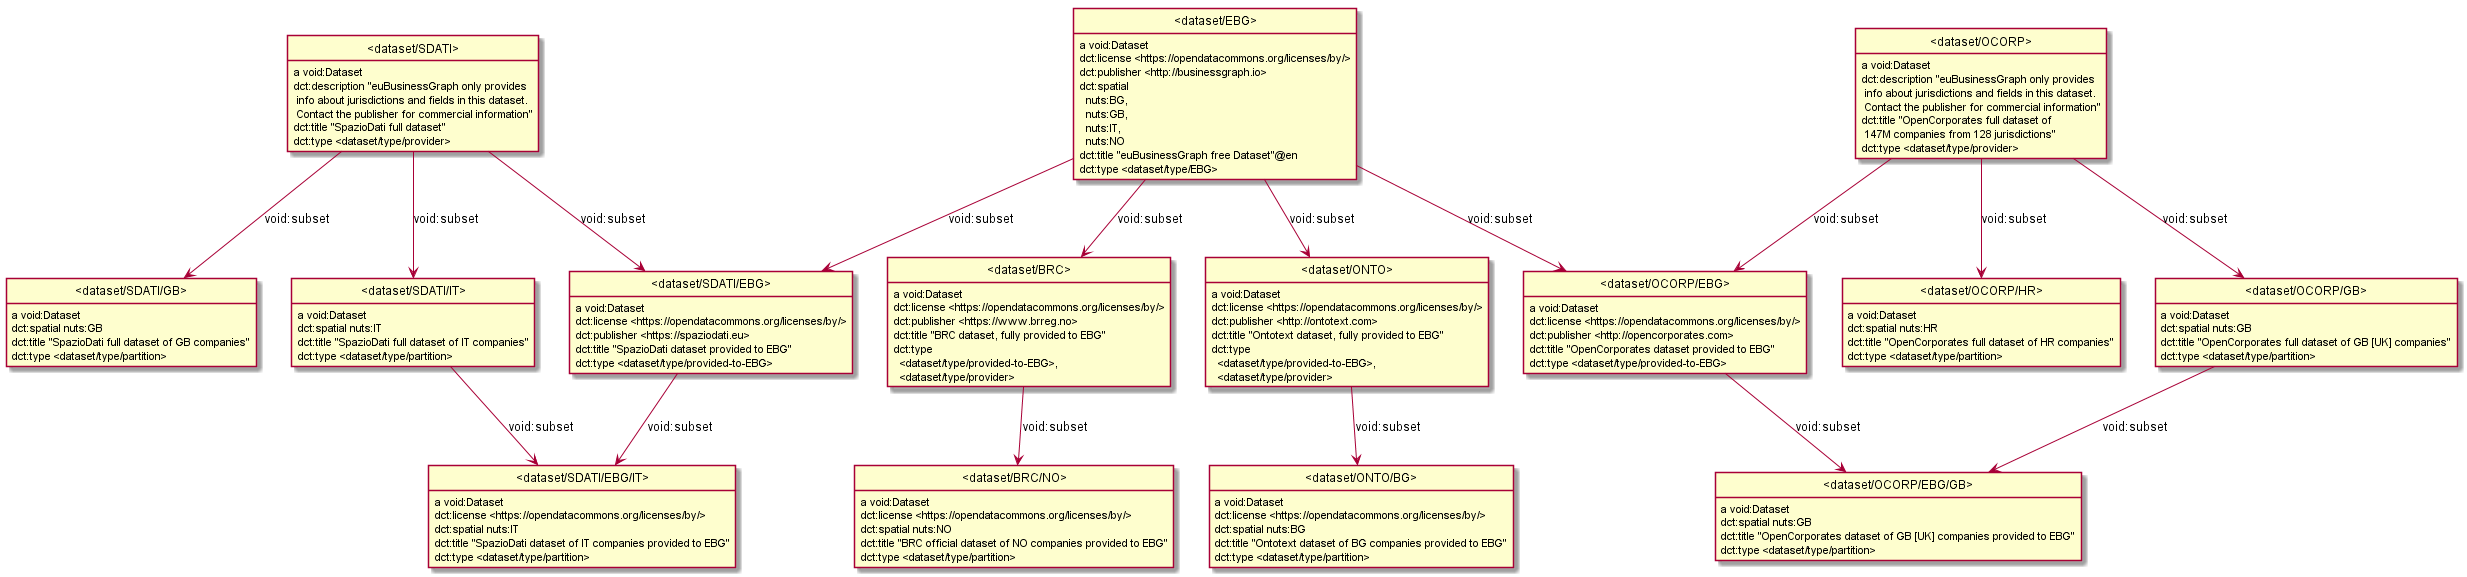 <dataset/EBG>
a void:Dataset
dct:license <https://opendatacommons.org/licenses/by/>
dct:publisher <http://businessgraph.io>
dct:spatial
nuts:BG,
nuts:GB,
nuts:IT,
nuts:NO
dct:title "euBusinessGraph free Dataset"@en
dct:type <dataset/type/EBG>
<dataset/SDATI>
a void:Dataset
dct:description "euBusinessGraph only provides
info about jurisdictions and fields in this dataset.
Contact the publisher for commercial information"
dct:title "SpazioDati full dataset"
dct:type <dataset/type/provider>
<dataset/OCORP>
a void:Dataset
dct:description "euBusinessGraph only provides
info about jurisdictions and fields in this dataset.
Contact the publisher for commercial information"
dct:title "OpenCorporates full dataset of
147M companies from 128 jurisdictions"
dct:type <dataset/type/provider>
void:subset
void:subset
void:subset
void:subset
void:subset
void:subset
void:subset
void:subset
void:subset
void:subset
<dataset/SDATI/GB>
a void:Dataset
dct:spatial nuts:GB
dct:title "SpazioDati full dataset of GB companies"
dct:type <dataset/type/partition>
<dataset/SDATI/IT>
a void:Dataset
dct:spatial nuts:IT
dct:title "SpazioDati full dataset of IT companies"
dct:type <dataset/type/partition>
<dataset/SDATI/EBG>
a void:Dataset
dct:license <https://opendatacommons.org/licenses/by/>
dct:publisher <https://spaziodati.eu>
dct:title "SpazioDati dataset provided to EBG"
dct:type <dataset/type/provided-to-EBG>
<dataset/BRC>
a void:Dataset
dct:license <https://opendatacommons.org/licenses/by/>
dct:publisher <https://www.brreg.no>
dct:title "BRC dataset, fully provided to EBG"
dct:type
<dataset/type/provided-to-EBG>,
<dataset/type/provider>
<dataset/ONTO>
a void:Dataset
dct:license <https://opendatacommons.org/licenses/by/>
dct:publisher <http://ontotext.com>
dct:title "Ontotext dataset, fully provided to EBG"
dct:type
<dataset/type/provided-to-EBG>,
<dataset/type/provider>
<dataset/OCORP/EBG>
a void:Dataset
dct:license <https://opendatacommons.org/licenses/by/>
dct:publisher <http://opencorporates.com>
dct:title "OpenCorporates dataset provided to EBG"
dct:type <dataset/type/provided-to-EBG>
<dataset/OCORP/HR>
a void:Dataset
dct:spatial nuts:HR
dct:title "OpenCorporates full dataset of HR companies"
dct:type <dataset/type/partition>
<dataset/OCORP/GB>
a void:Dataset
dct:spatial nuts:GB
dct:title "OpenCorporates full dataset of GB [UK] companies"
dct:type <dataset/type/partition>
void:subset
void:subset
void:subset
void:subset
void:subset
void:subset
<dataset/SDATI/EBG/IT>
a void:Dataset
dct:license <https://opendatacommons.org/licenses/by/>
dct:spatial nuts:IT
dct:title "SpazioDati dataset of IT companies provided to EBG"
dct:type <dataset/type/partition>
<dataset/BRC/NO>
a void:Dataset
dct:license <https://opendatacommons.org/licenses/by/>
dct:spatial nuts:NO
dct:title "BRC official dataset of NO companies provided to EBG"
dct:type <dataset/type/partition>
<dataset/ONTO/BG>
a void:Dataset
dct:license <https://opendatacommons.org/licenses/by/>
dct:spatial nuts:BG
dct:title "Ontotext dataset of BG companies provided to EBG"
dct:type <dataset/type/partition>
<dataset/OCORP/EBG/GB>
a void:Dataset
dct:spatial nuts:GB
dct:title "OpenCorporates dataset of GB [UK] companies provided to EBG"
dct:type <dataset/type/partition>